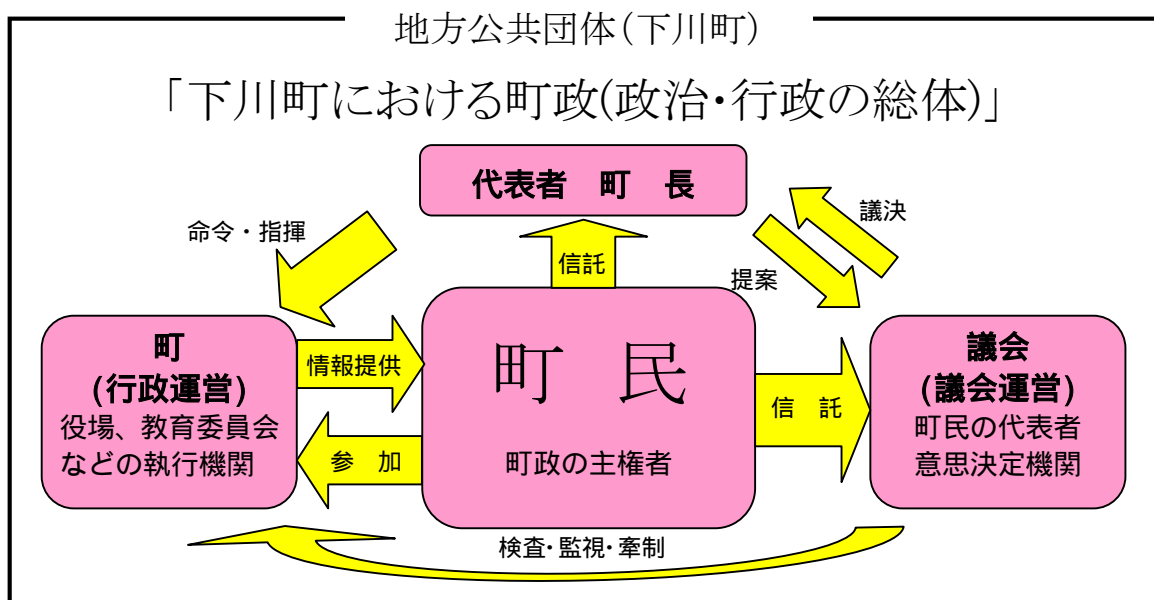 地方公共団体(下川町)
「下川町における町政(政治・行政の総体)」
代表者　町　長
命令・指揮
信託
議決
提案
町
(行政運営)
役場、教育委員会
などの執行機関
情報提供
参　加
町　民
町政の主権者
信　託
議会
(議会運営)
町民の代表者
意思決定機関
検査・監視・牽制